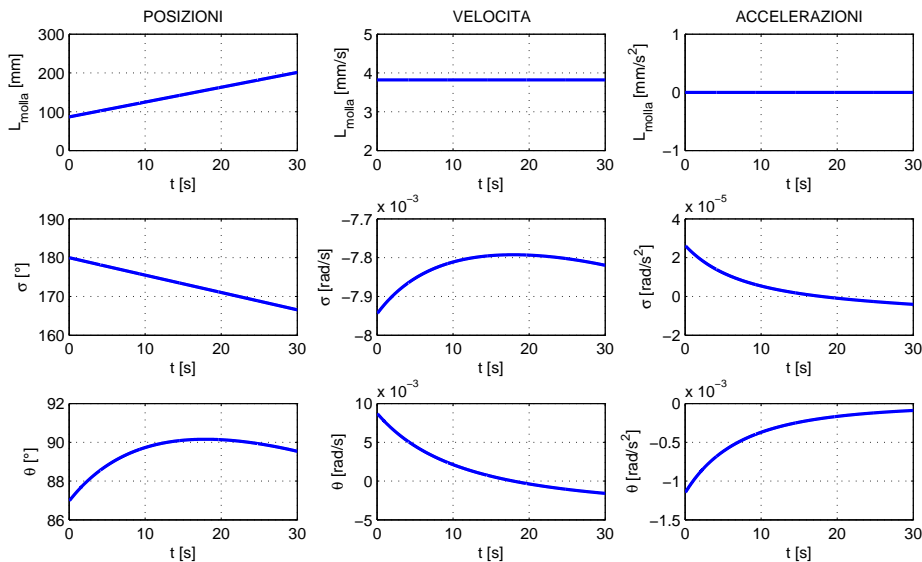 POSIZIONI
VELOCITA
ACCELERAZIONI
300
200
100
0
L_molla [mm]
0 10 20 30
t [s]
5
4
3
2
L_molla [mm/s]
0 10 20 30
t [s]
1
0
−1
L_molla [mm/s²]
0 10 20 30
t [s]
190
180
170
160
σ [°]
0 10 20 30
t [s]
x 10⁻³
−7.7
−7.8
−7.9
−8
σ [rad/s]
0 10 20 30
t [s]
x 10⁻⁵
4
2
0
−2
σ [rad/s²]
0 10 20 30
t [s]
92
90
88
86
θ [°]
0 10 20 30
t [s]
x 10⁻³
10
5
0
−5
θ [rad/s]
0 10 20 30
t [s]
x 10⁻³
0
−0.5
−1
−1.5
θ [rad/s²]
0 10 20 30
t [s]